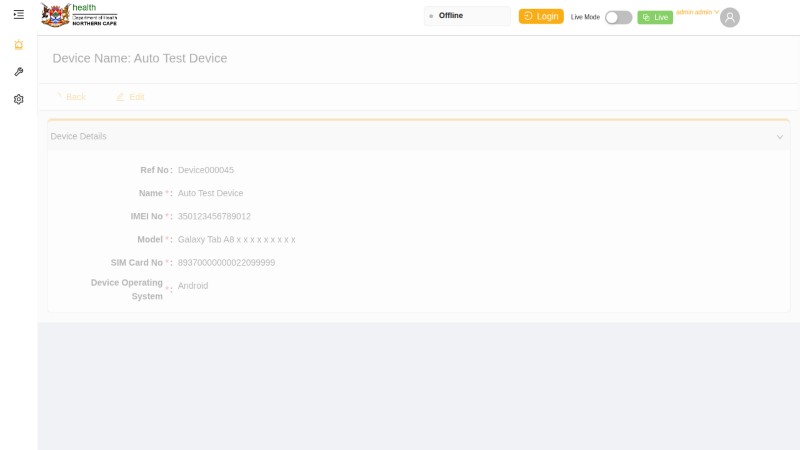 health
Department of Health
NORTHERN CAPE
Offline
Login
Live Mode
Live
admin admin
Device Name: Auto Test Device
Back
Edit
Device Details
Ref No : Device000045
Name * : Auto Test Device
IMEI No * : 350123456789012
Model * : Galaxy Tab A8 x x x x x x x x x
SIM Card No * : 89370000000022099999
Device Operating
System * : Android